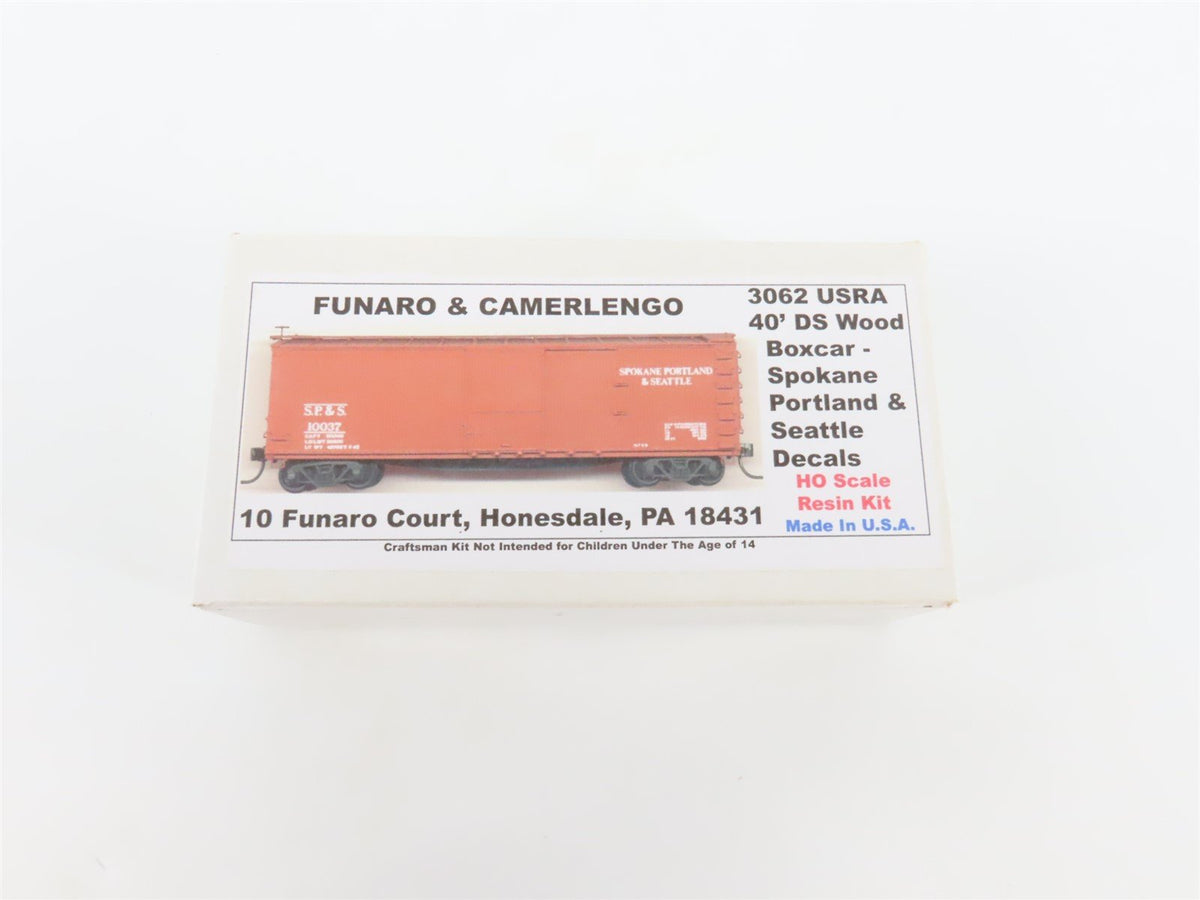 FUNARO & CAMERLENGO
3062 USRA
40' DS Wood
Boxcar -
Spokane
Portland &
Seattle
Decals
HO Scale
Resin Kit
Made In U.S.A.
SPOKANE PORTLAND
& SEATTLE
S.P.& S.
10037
10 Funaro Court, Honesdale, PA 18431
Craftsman Kit Not Intended for Children Under The Age of 14